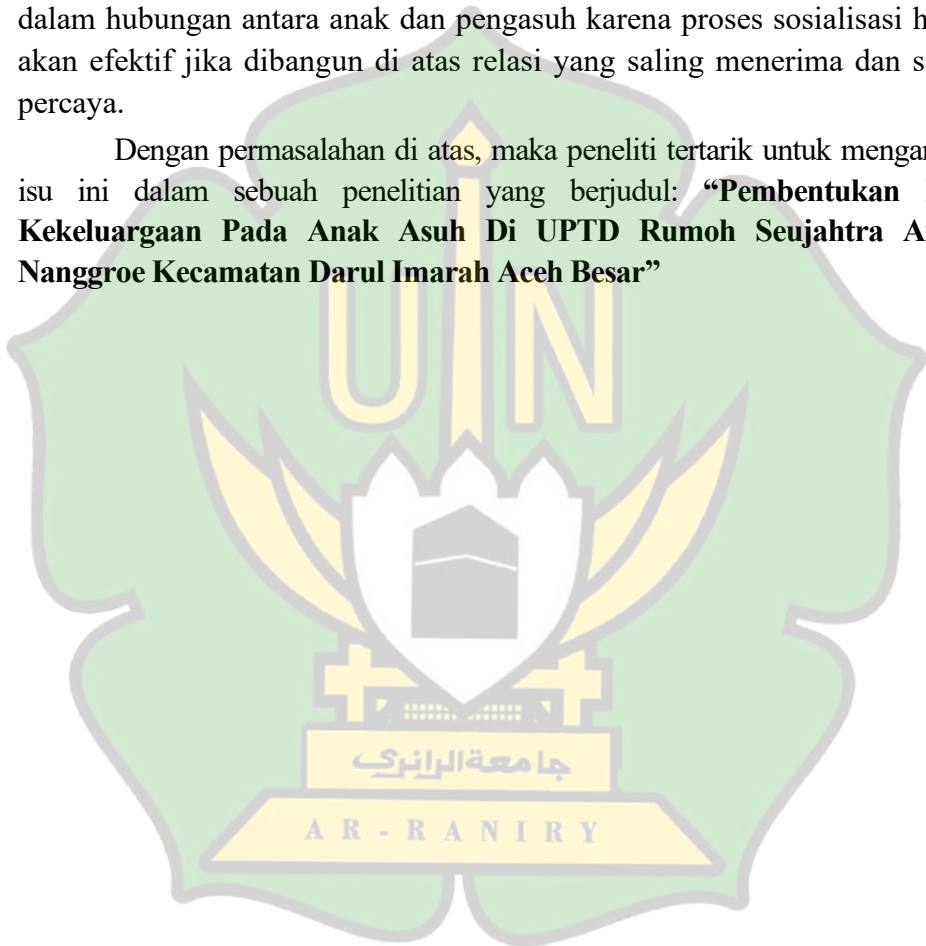 dalam hubungan antara anak dan pengasuh karena proses sosialisasi
akan efektif jika dibangun di atas relasi yang saling menerima dan
percaya.
Dengan permasalahan di atas, maka peneliti tertarik untuk
isu ini dalam sebuah penelitian yang berjudul: “Pembentukan
Kekeluargaan Pada Anak Asuh Di UPTD Rumoh Seujahtra
Nanggroe Kecamatan Darul Imarah Aceh Besar”
UIN
جامعة الرانري
AR-RANIRY